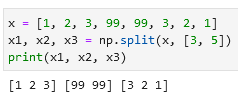 x = [1, 2, 3, 99, 99, 3, 2, 1]
x1, x2, x3 = np.split(x, [3, 5])
print(x1, x2, x3)
[1 2 3] [99 99] [3 2 1]